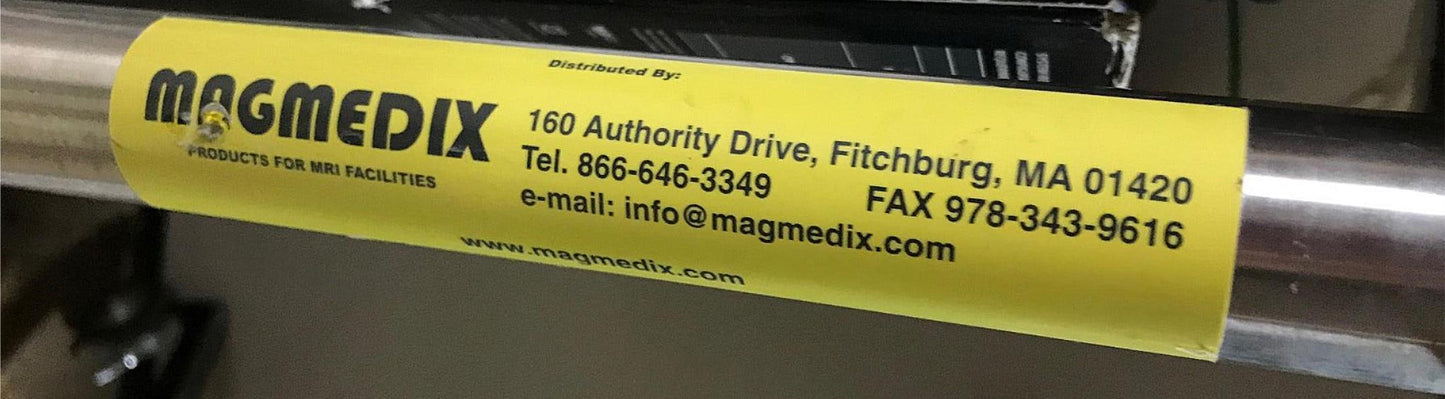 Distributed By:
MAGMEDIX
PRODUCTS FOR MRI FACILITIES
160 Authority Drive, Fitchburg, MA 01420
Tel. 866-646-3349 FAX 978-343-9616
e-mail: info@magmedix.com
www.magmedix.com